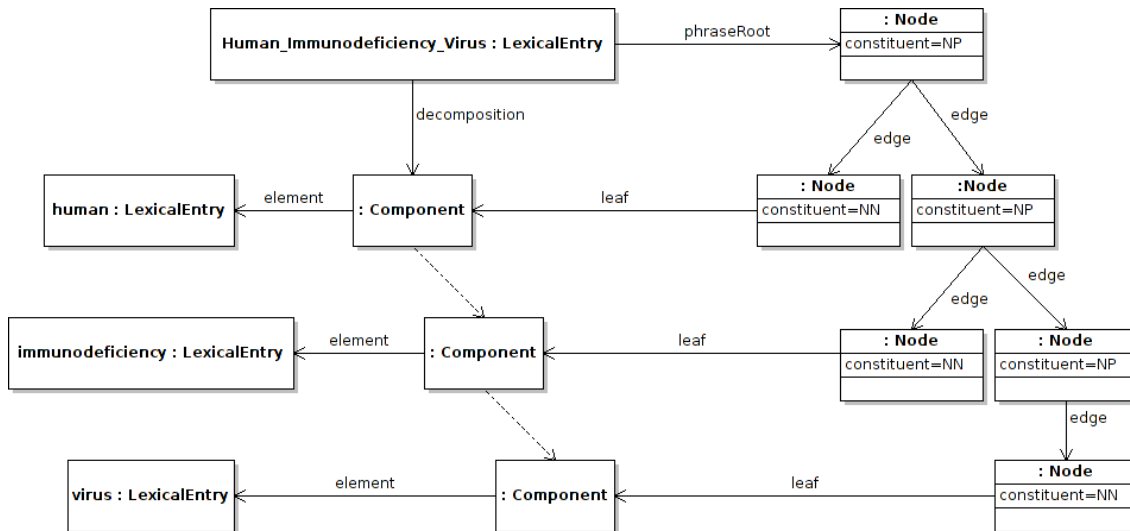 : Node
Human_Immunodeficiency_Virus : LexicalEntry
phraseRoot
constituent=NP
decomposition
edge
edge
: Node
:Node
human : LexicalEntry
element
: Component
leaf
constituent=NN
constituent=NP
edge
edge
: Node
: Node
immunodeficiency : LexicalEntry
element
: Component
leaf
constituent=NN
constituent=NP
edge
: Node
virus : LexicalEntry
element
: Component
leaf
constituent=NN